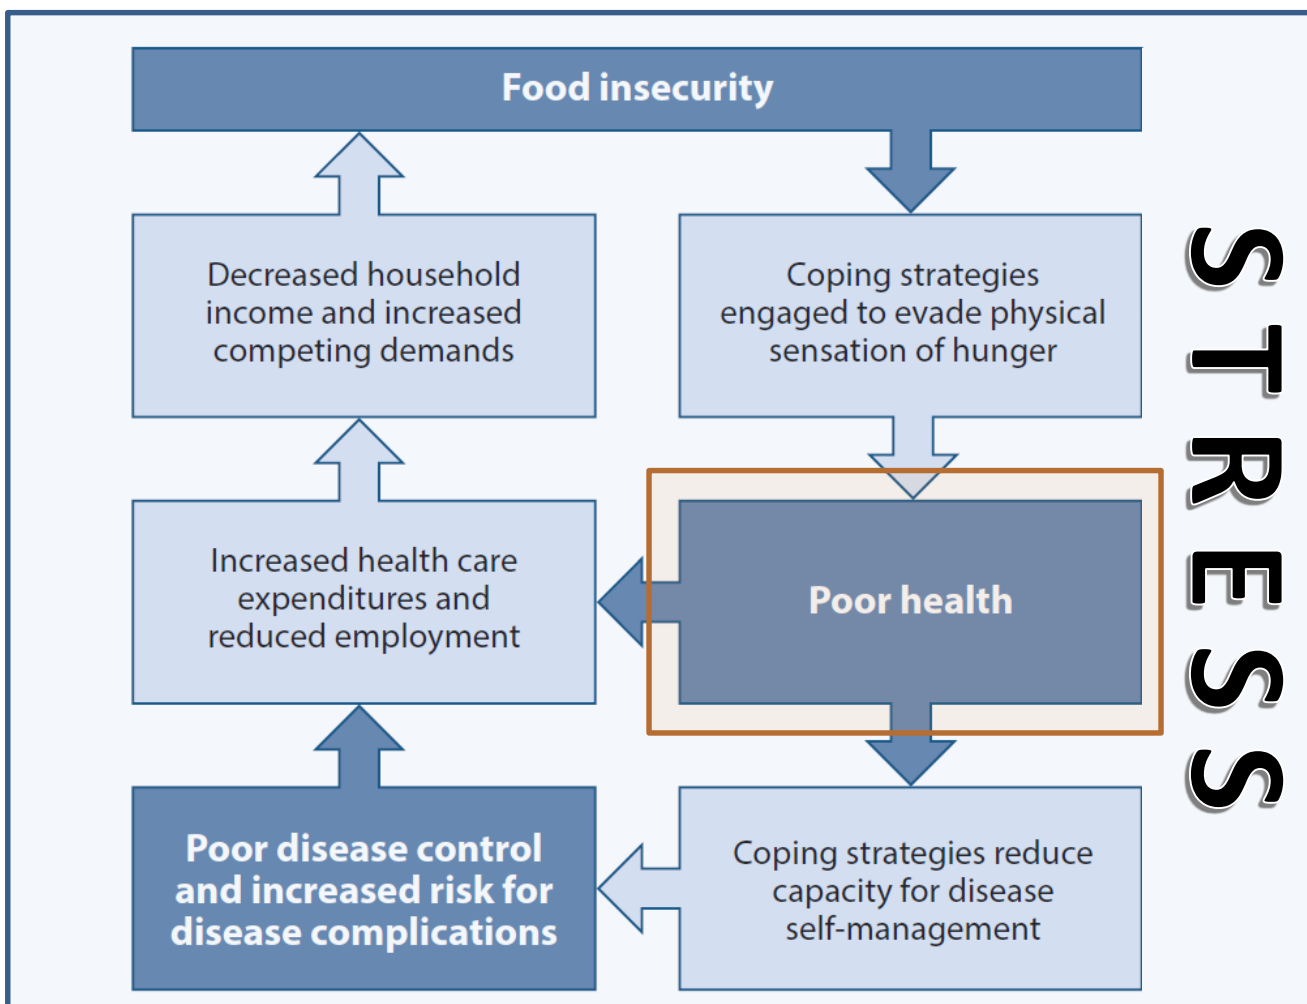 Food insecurity
Decreased household
income and increased
competing demands
Coping strategies
engaged to evade physical
sensation of hunger
Increased health care
expenditures and
reduced employment
Poor health
Poor disease control
and increased risk for
disease complications
Coping strategies reduce
capacity for disease
self-management
STRESS